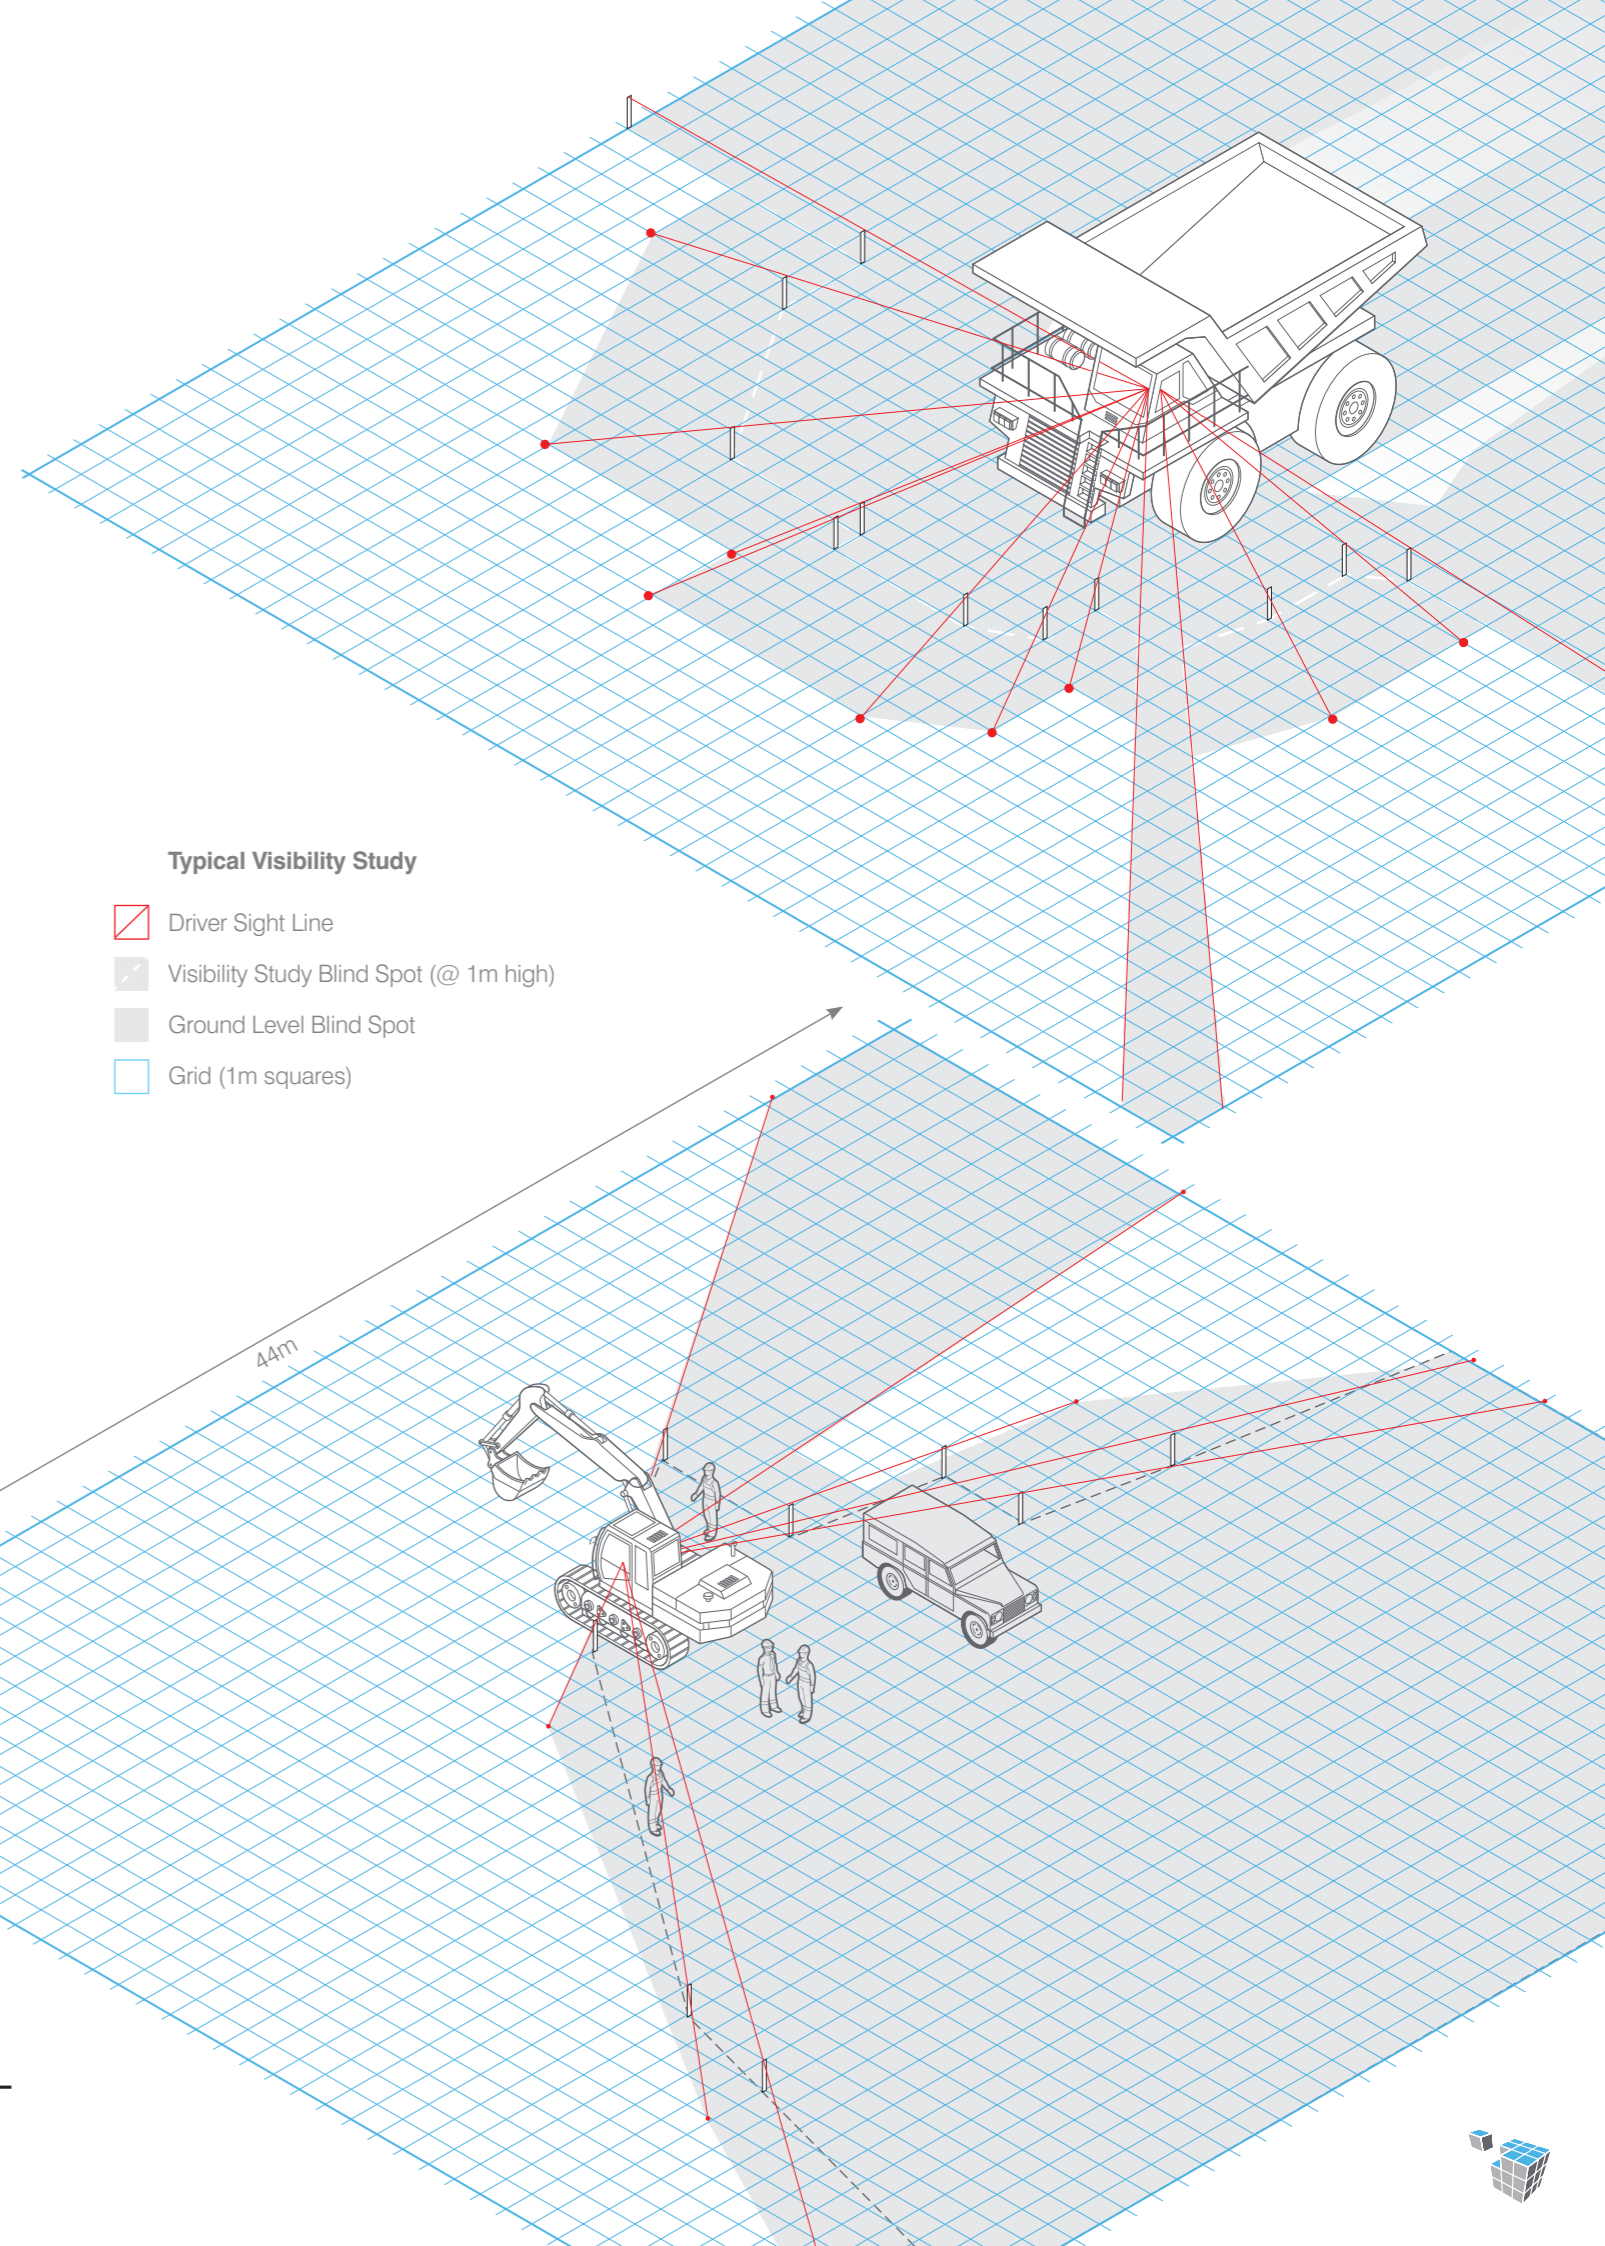 Typical Visibility Study
Driver Sight Line
Visibility Study Blind Spot (@ 1m high)
Ground Level Blind Spot
Grid (1m squares)
44m